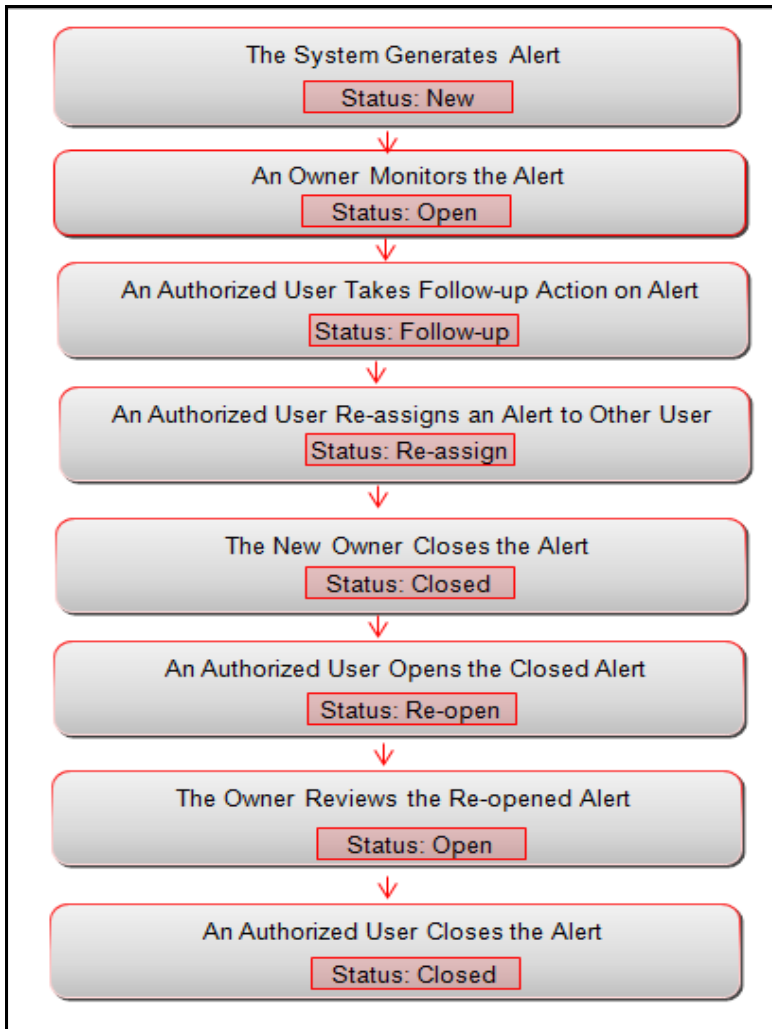 The System Generates Alert
Status: New
An Owner Monitors the Alert
Status: Open
An Authorized User Takes Follow-up Action on Alert
Status: Follow-up
An Authorized User Re-assigns an Alert to Other User
Status: Re-assign
The New Owner Closes the Alert
Status: Closed
An Authorized User Opens the Closed Alert
Status: Re-open
The Owner Reviews the Re-opened Alert
Status: Open
An Authorized User Closes the Alert
Status: Closed